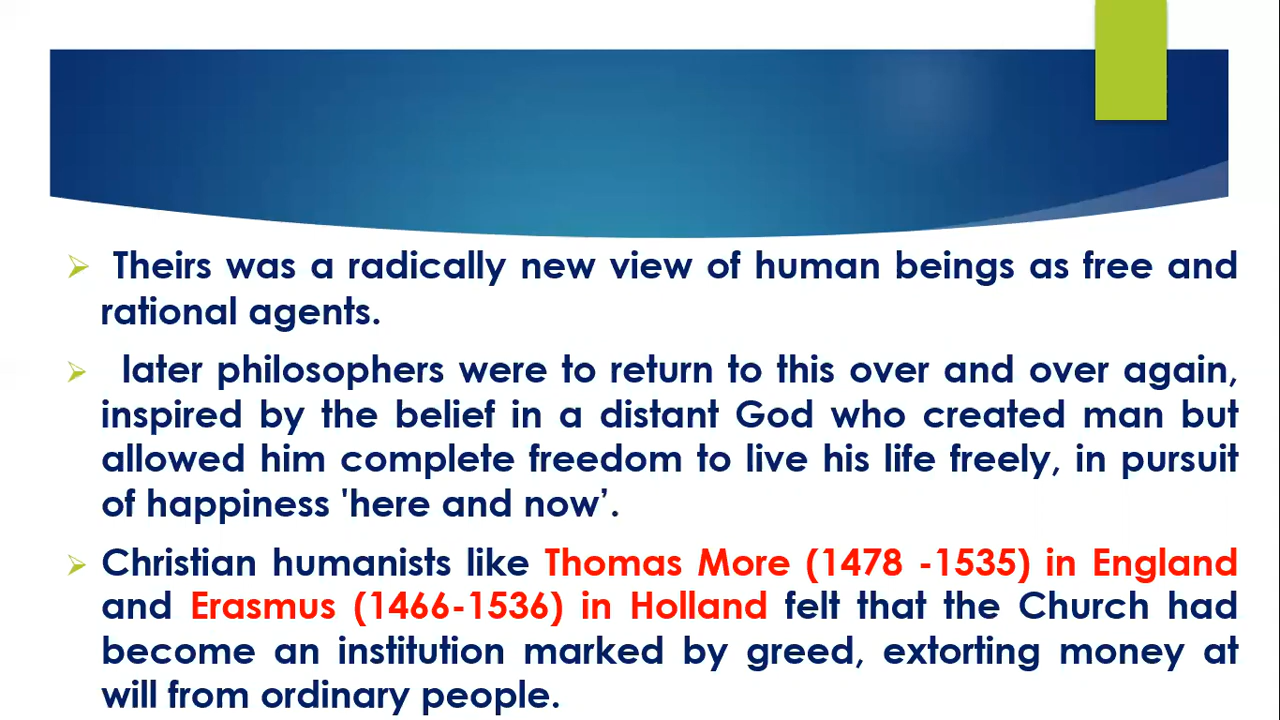 ➢ Theirs was a radically new view of human beings as free and
rational agents.
➢ later philosophers were to return to this over and over again,
inspired by the belief in a distant God who created man but
allowed him complete freedom to live his life freely, in pursuit
of happiness 'here and now’.
➢ Christian humanists like Thomas More (1478 -1535) in England
and Erasmus (1466-1536) in Holland felt that the Church had
become an institution marked by greed, extorting money at
will from ordinary people.